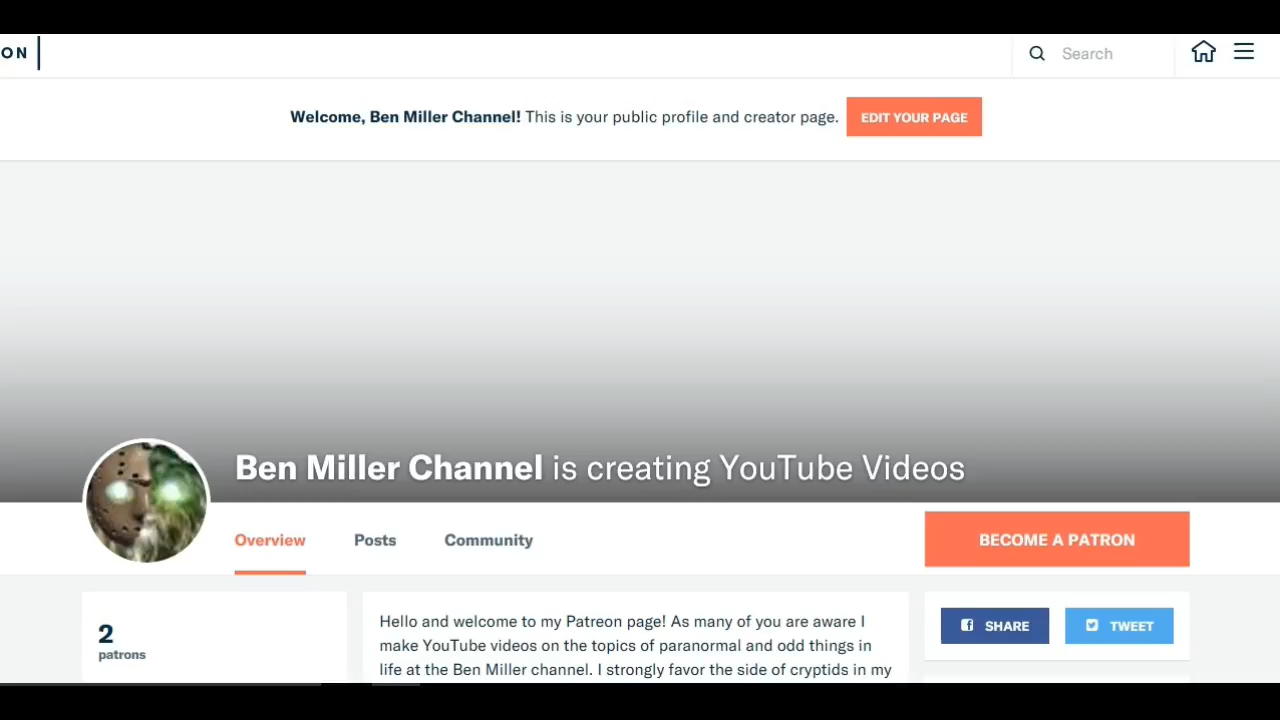 ON
Search
Welcome, Ben Miller Channel! This is your public profile and creator page.
EDIT YOUR PAGE
Ben Miller Channel is creating YouTube Videos
Overview
Posts
Community
BECOME A PATRON
2
patrons
Hello and welcome to my Patreon page! As many of you are aware I
make YouTube videos on the topics of paranormal and odd things in
life at the Ben Miller channel. I strongly favor the side of cryptids in my
SHARE
TWEET